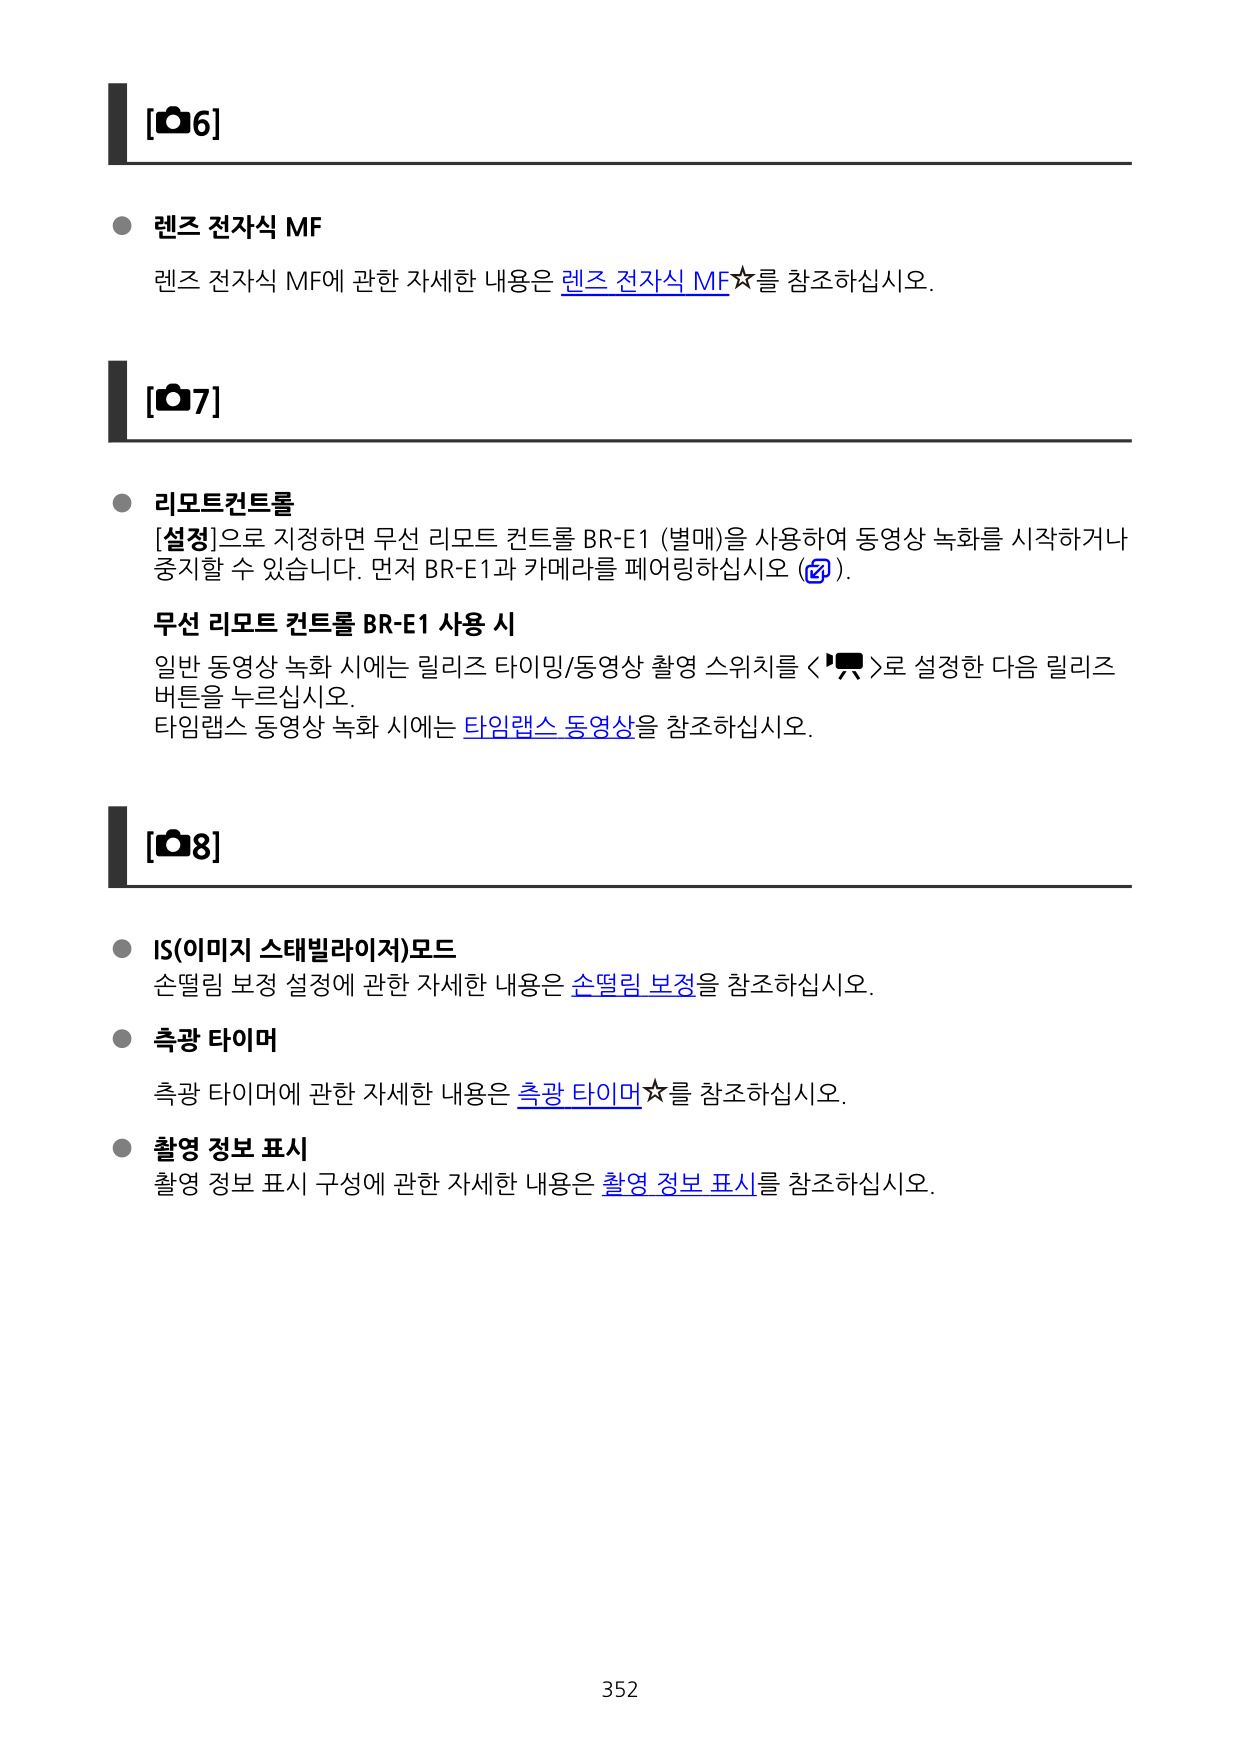 [6]
● 렌즈 전자식 MF
렌즈 전자식 MF에 관한 자세한 내용은 렌즈 전자식 MF☆를 참조하십시오.
[7]
● 리모트컨트롤
[설정]으로 지정하면 무선 리모트 컨트롤 BR-E1 (별매)을 사용하여 동영상 녹화를 시작하거나
중지할 수 있습니다. 먼저 BR-E1과 카메라를 페어링하십시오 ( ).
무선 리모트 컨트롤 BR-E1 사용 시
일반 동영상 녹화 시에는 릴리즈 타이밍/동영상 촬영 스위치를 < >로 설정한 다음 릴리즈
버튼을 누르십시오.
타임랩스 동영상 녹화 시에는 타임랩스 동영상을 참조하십시오.
[8]
● IS(이미지 스태빌라이저)모드
손떨림 보정 설정에 관한 자세한 내용은 손떨림 보정을 참조하십시오.
● 측광 타이머
측광 타이머에 관한 자세한 내용은 측광 타이머☆를 참조하십시오.
● 촬영 정보 표시
촬영 정보 표시 구성에 관한 자세한 내용은 촬영 정보 표시를 참조하십시오.
352